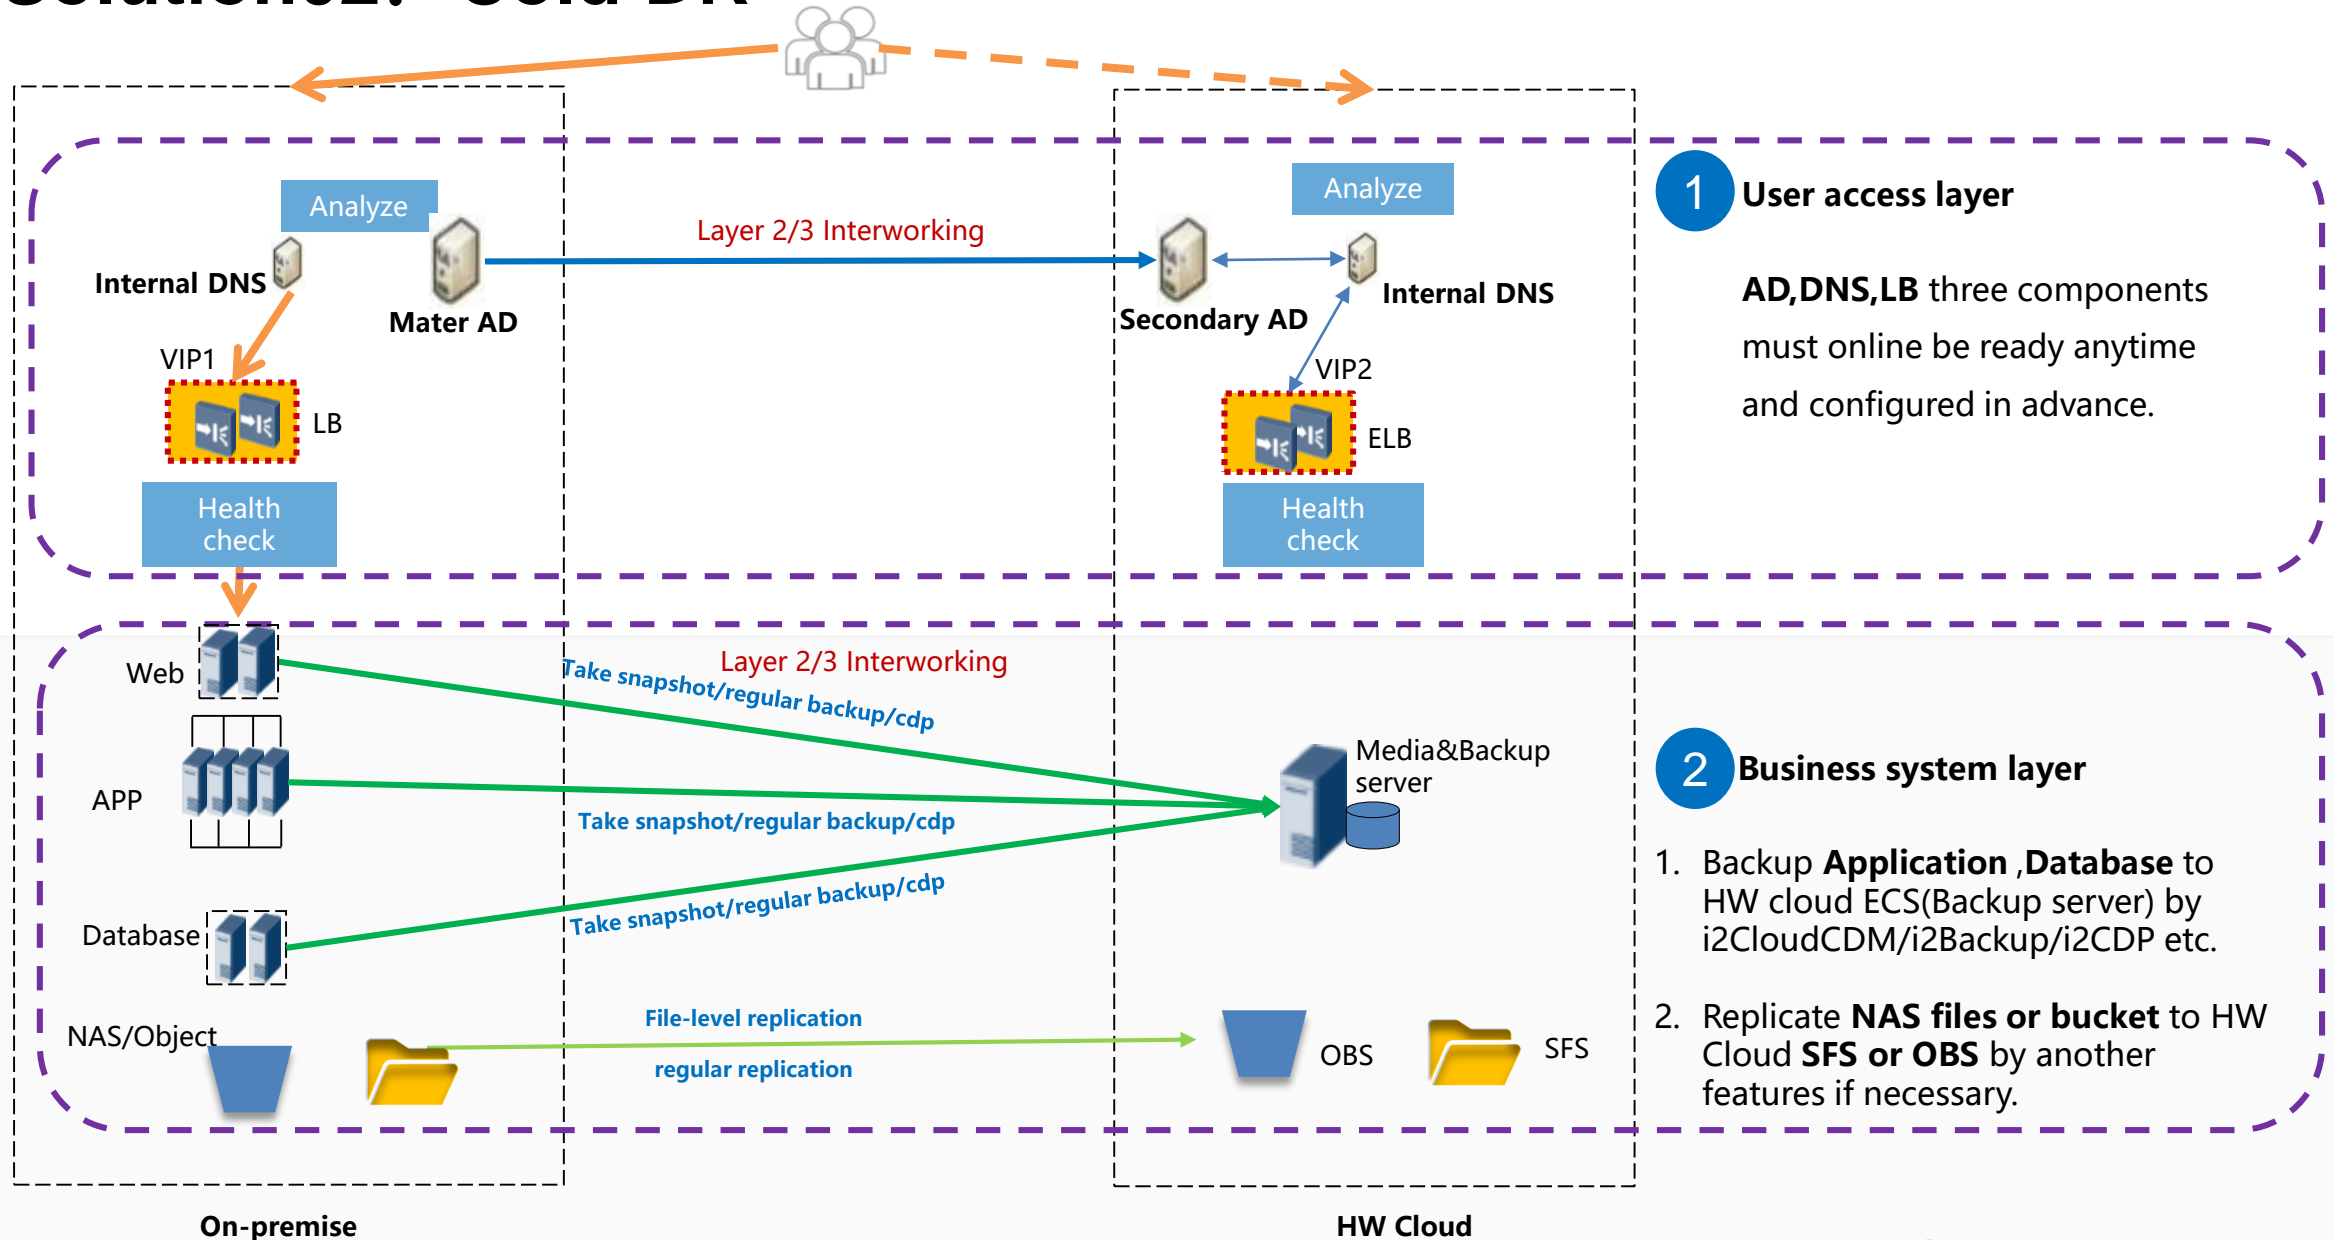 Solution02: Cold DR
Analyze
Internal DNS
Mater AD
VIP1
LB
Health
check
Layer 2/3 Interworking
Analyze
Secondary AD
Internal DNS
VIP2
ELB
Health
check
1
User access layer
AD,DNS,LB three components
must online be ready anytime
and configured in advance.
Web
APP
Database
NAS/Object
Layer 2/3 Interworking
Take snapshot/regular backup/cdp
Take snapshot/regular backup/cdp
Take snapshot/regular backup/cdp
File-level replication
regular replication
Media&Backup
server
OBS
SFS
2
Business system layer
1. Backup Application ,Database to
HW cloud ECS(Backup server) by
i2CloudCDM/i2Backup/i2CDP etc.
2. Replicate NAS files or bucket to HW
Cloud SFS or OBS by another
features if necessary.
On-premise
HW Cloud